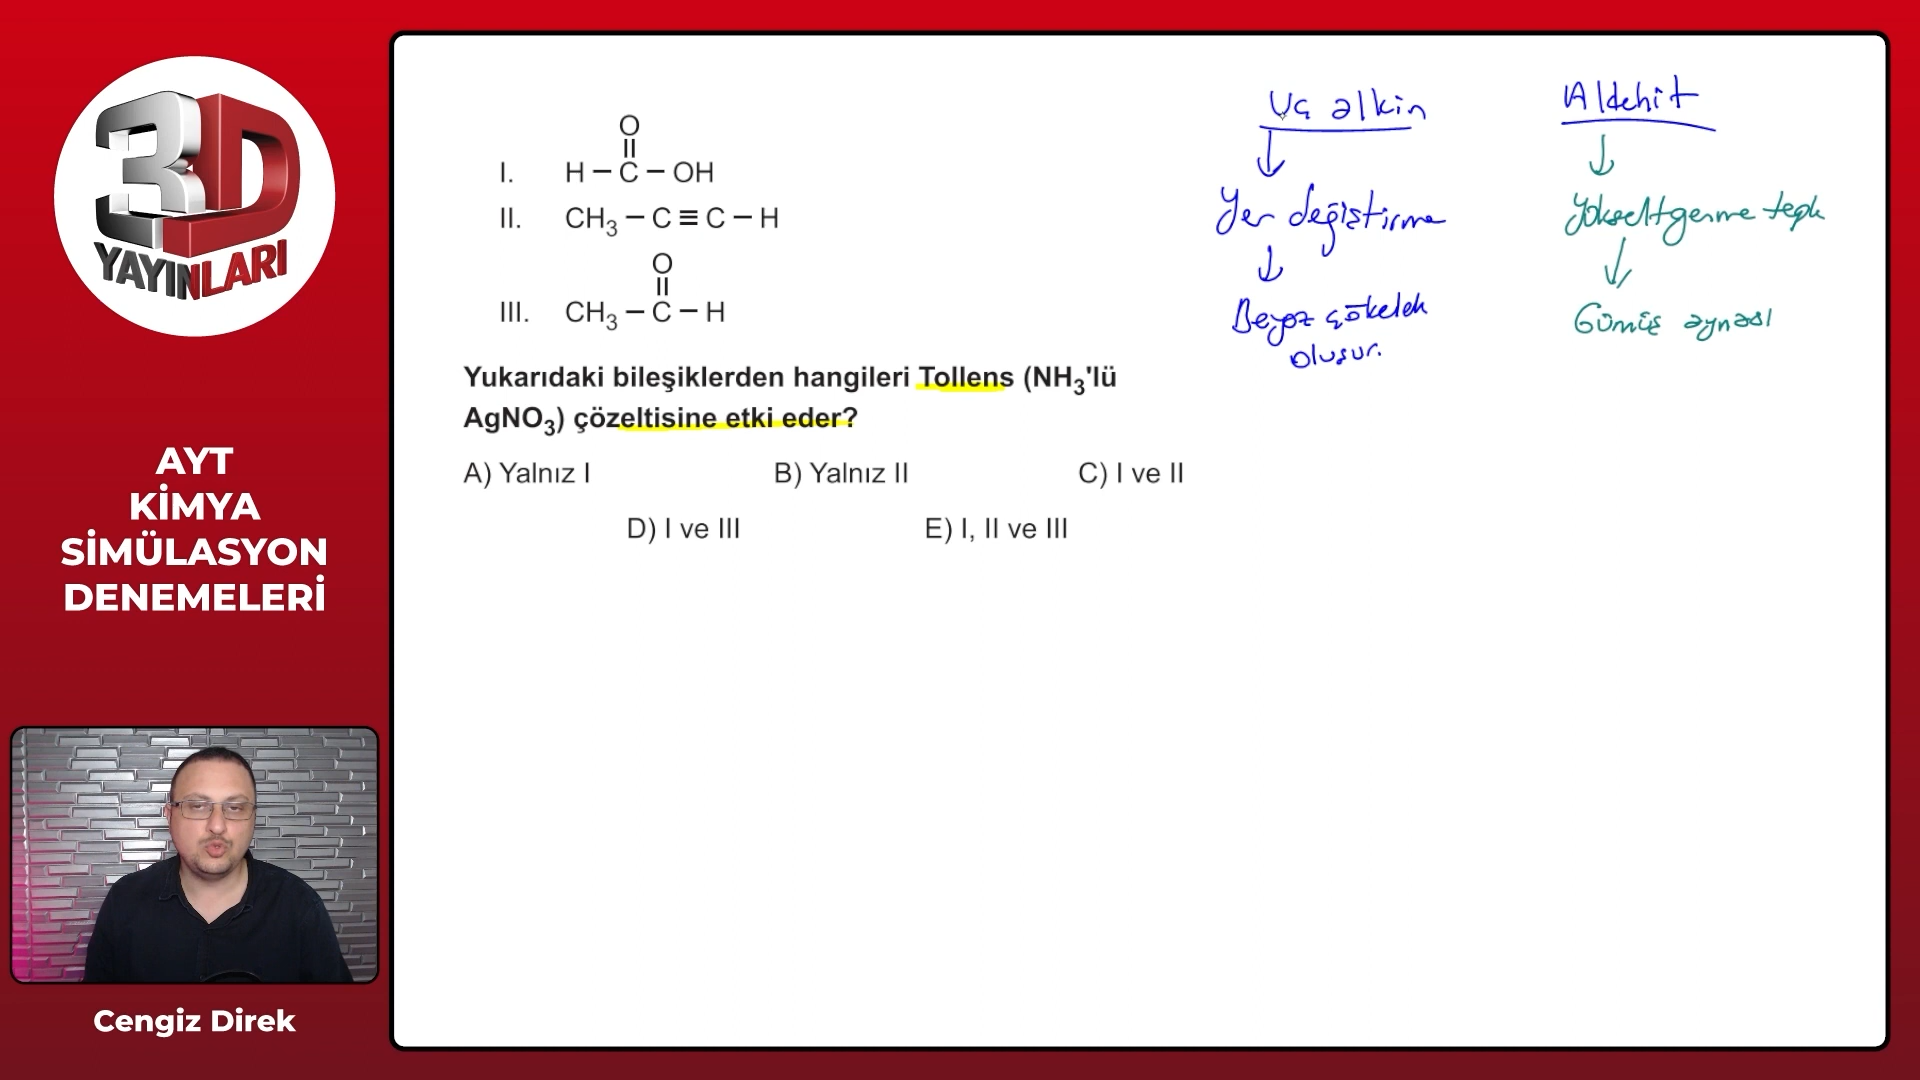 3D
YAYINLARI
AYT
KİMYA
SİMÜLASYON
DENEMELERİ
Cengiz Direk
O
I. H – C – OH
II. CH₃ – C ≡ C – H
O
III. CH₃ – C – H
Yukarıdaki bileşiklerden hangileri Tollens (NH₃'lü
AgNO₃) çözeltisine etki eder?
A) Yalnız I B) Yalnız II C) I ve II
D) I ve III E) I, II ve III
Uç alkin
Yer değiştirme
Beyaz çökelek
oluşur.
Aldehit
Yükseltgenme tepk
Gümüş aynası